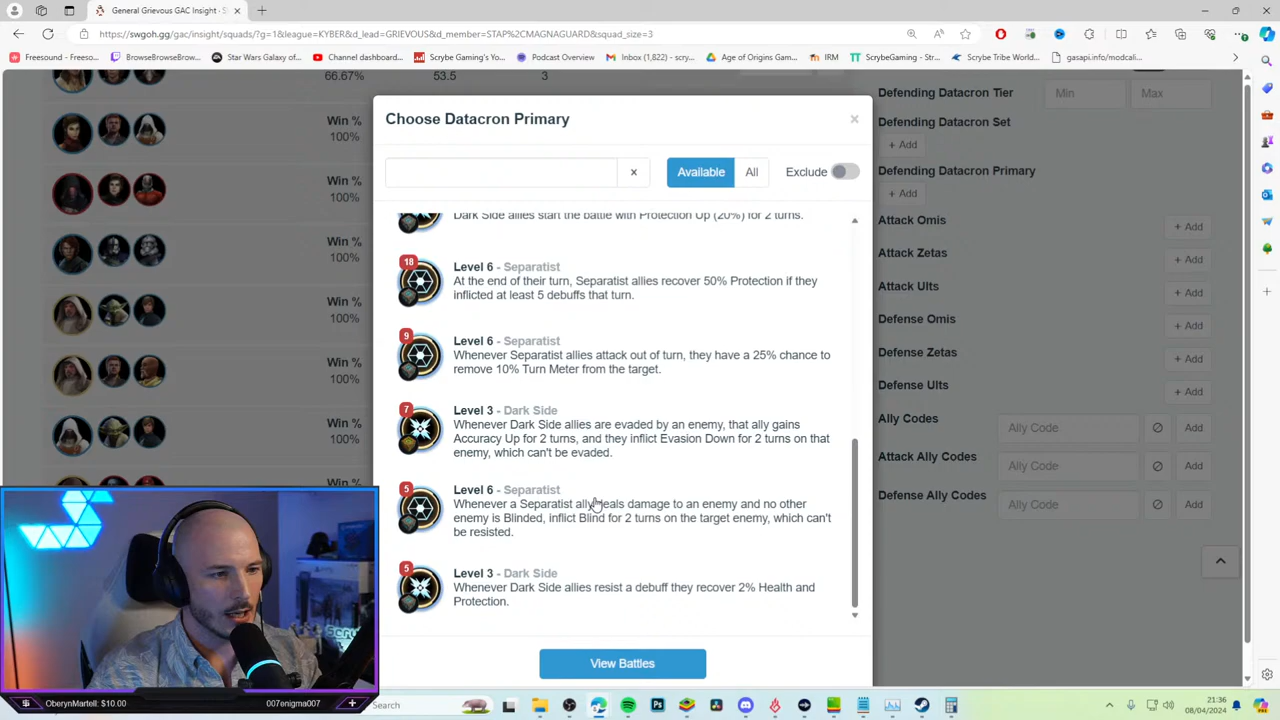 General Grievous GAC Insight -
https://swgoh.gg/gac/insight/squads/?g=1&league=KYBER&d_lead=GRIEVOUS&d_member=STAP%2CMAGNAGUARD&squad_size=3
Freesound - Freeso...
BrowseBrowseBrow...
Star Wars Galaxy of...
Channel dashboard...
Scrybe Gaming's Yo...
Podcast Overview
Inbox (1,822) - scry...
Age of Origins Gam...
IRM
ScrybeGaming - Str...
Scrybe Tribe World...
gasapi.info/modcali...
66.67%
53.5
3
Win %
100%
Win %
100%
Win %
100%
Win %
100%
Win %
100%
Win %
100%
Win %
Choose Datacron Primary
×
×
Available
All
Exclude
Dark Side allies start the battle with Protection Up (20%) for 2 turns.
18
Level 6 - Separatist
At the end of their turn, Separatist allies recover 50% Protection if they
inflicted at least 5 debuffs that turn.
9
Level 6 - Separatist
Whenever Separatist allies attack out of turn, they have a 25% chance to
remove 10% Turn Meter from the target.
7
Level 3 - Dark Side
Whenever Dark Side allies are evaded by an enemy, that ally gains
Accuracy Up for 2 turns, and they inflict Evasion Down for 2 turns on that
enemy, which can't be evaded.
5
Level 6 - Separatist
Whenever a Separatist ally deals damage to an enemy and no other
enemy is Blinded, inflict Blind for 2 turns on the target enemy, which can't
be resisted.
5
Level 3 - Dark Side
Whenever Dark Side allies resist a debuff they recover 2% Health and
Protection.
View Battles
Defending Datacron Tier
Min
Max
Defending Datacron Set
+ Add
Defending Datacron Primary
+ Add
Attack Omis
+ Add
Attack Zetas
+ Add
Attack Ults
+ Add
Defense Omis
+ Add
Defense Zetas
+ Add
Defense Ults
+ Add
Ally Codes
Ally Code
Add
Attack Ally Codes
Ally Code
Add
Defense Ally Codes
Ally Code
Add
OberynMartell: $10.00
007enigma007
Search
21:36
08/04/2024